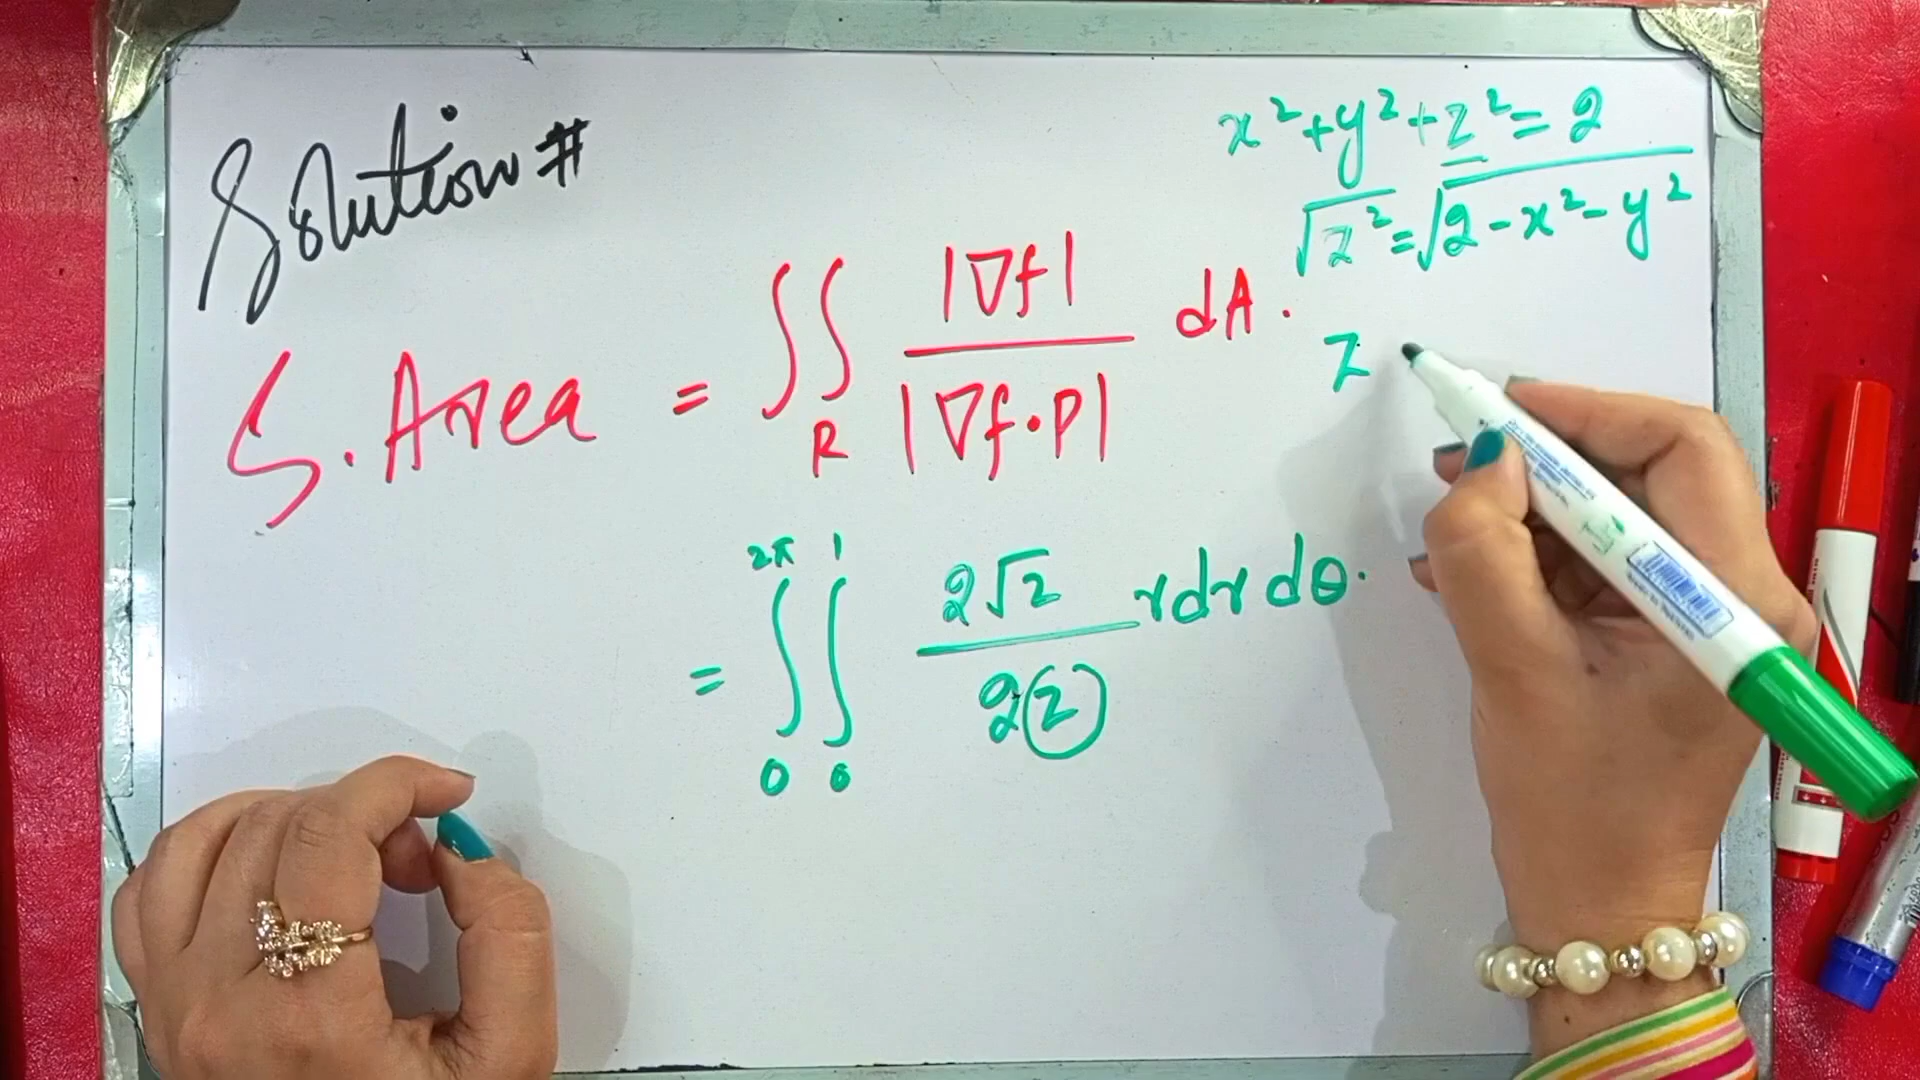 Solution #
x² + y² + z² = 2
√z² = √2 - x² - y²
S. Area = ∬_R |∇f| / |∇f · P| dA.
z
= ∫₀^2π ∫₀^1 2√2 / 2z r dr dθ.